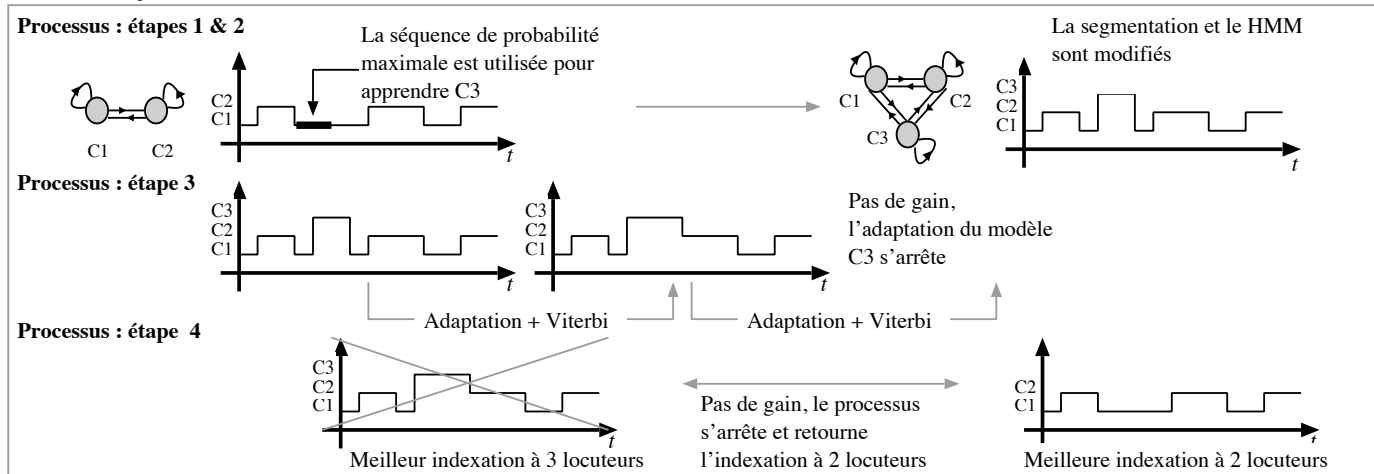 Processus : étapes 1 & 2
La séquence de probabilité
maximale est utilisée pour
apprendre C3
La segmentation et le HMM
sont modifiés
C1 C2
C2
C1
t
C1
C2
C3
C3
C2
C1
t
Processus : étape 3
C3
C2
C1
t
C3
C2
C1
t
Pas de gain,
l'adaptation du modèle
C3 s'arrête
Adaptation + Viterbi
Adaptation + Viterbi
Processus : étape 4
C3
C2
C1
t
Pas de gain, le processus
s'arrête et retourne
l'indexation à 2 locuteurs
C2
C1
t
Meilleur indexation à 3 locuteurs
Meilleure indexation à 2 locuteurs